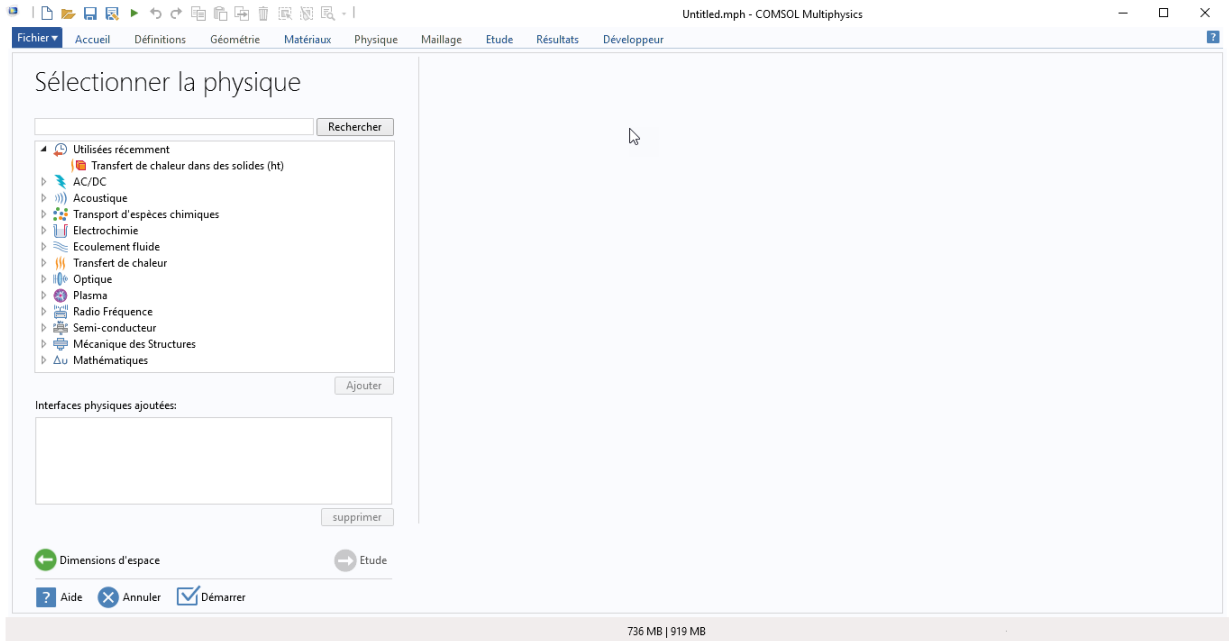 Untitled.mph - COMSOL Multiphysics
Fichier Accueil Définitions Géométrie Matériaux Physique Maillage Etude Résultats Développeur ?
Sélectionner la physique
Rechercher
Utilisées récemment
Transfert de chaleur dans des solides (ht)
AC/DC
Acoustique
Transport d'espèces chimiques
Electrochimie
Ecoulement fluide
Transfert de chaleur
Optique
Plasma
Radio Fréquence
Semi-conducteur
Mécanique des Structures
Δu Mathématiques
Ajouter
Interfaces physiques ajoutées:
supprimer
Dimensions d'espace Etude
? Aide Annuler Démarrer
736 MB | 919 MB